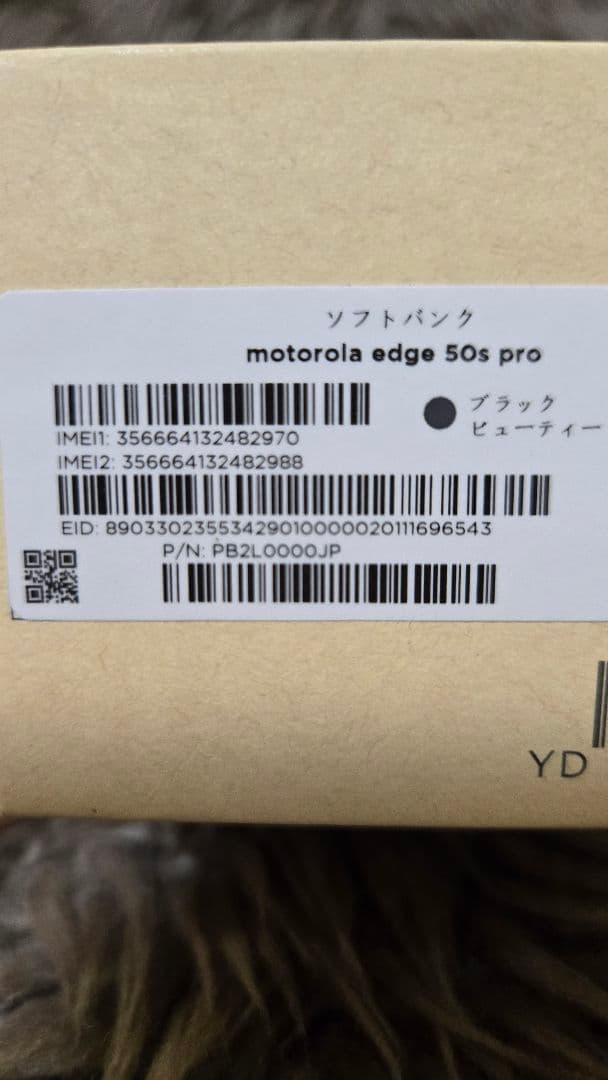 ソフトバンク
motorola edge 50s pro
ブラック
ビューティー
IMEI1: 356664132482970
IMEI2: 356664132482988
EID: 89033023553429010000020111696543
P/N: PB2L0000JP
YD